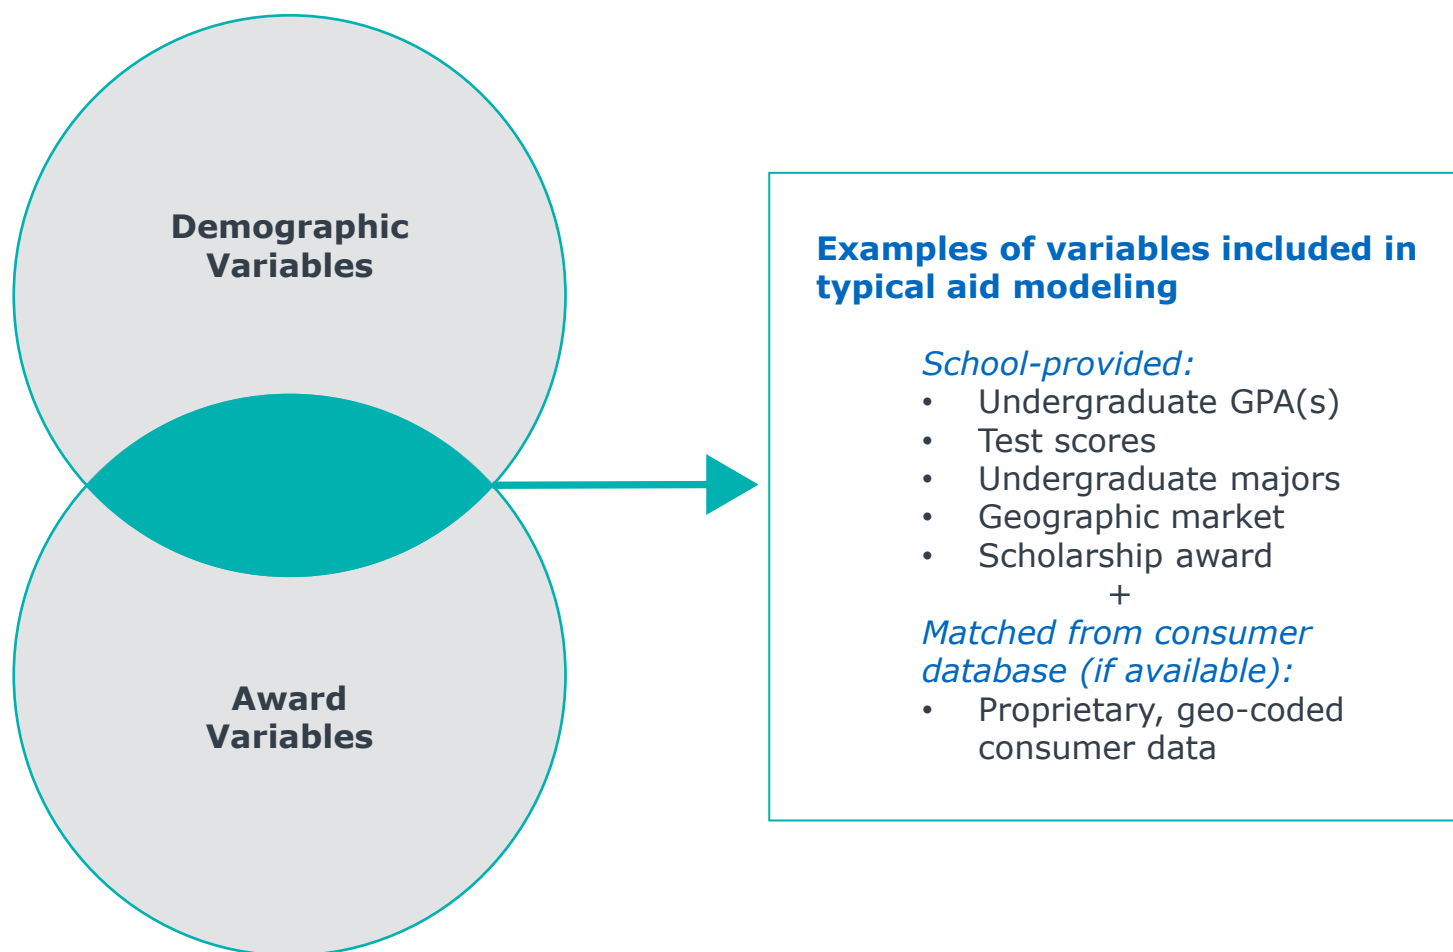 Demographic
Variables
Award
Variables
Examples of variables included in
typical aid modeling
School-provided:
• Undergraduate GPA(s)
• Test scores
• Undergraduate majors
• Geographic market
• Scholarship award
+
Matched from consumer
database (if available):
• Proprietary, geo-coded
consumer data